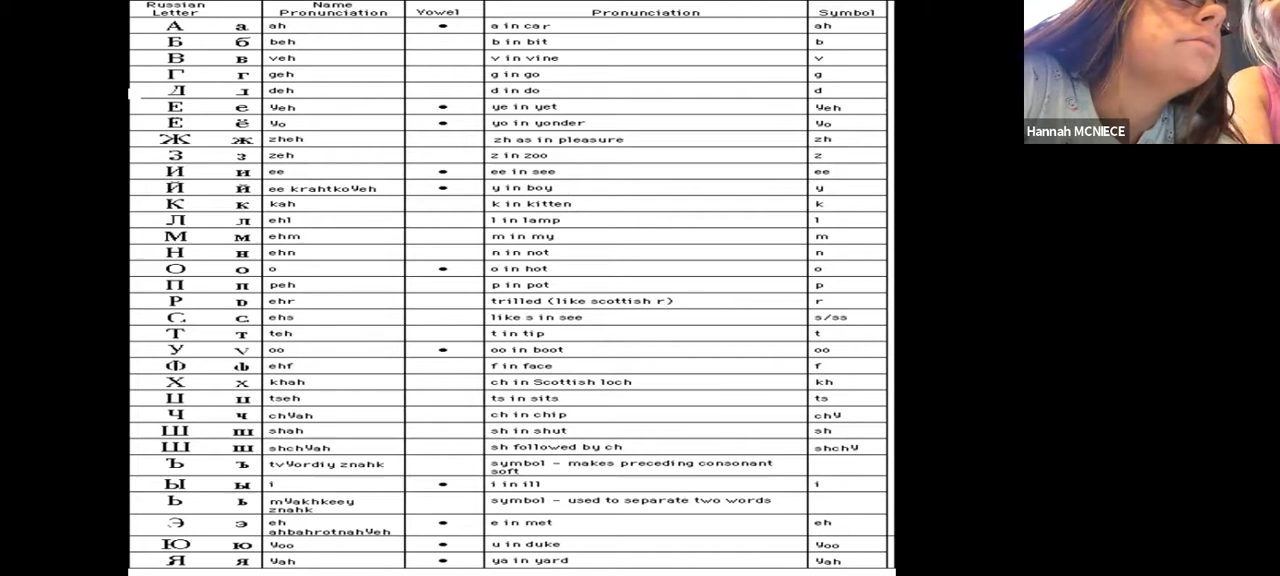 Russian Letter Name Pronunciation Vowel Pronunciation Symbol
А а ah • a in car ah
Б б beh b in bit b
В в veh v in vine v
Г г geh g in go g
Д д deh d in do d
Е е yeh • ye in yet yeh
Е ё yo • yo in yonder yo
Ж ж zheh zh as in pleasure zh
З з zeh z in zoo z
И и ee • ee in see ee
Й й ee krahtkoyeh • y in boy y
К к kah k in kitten k
Л л ehl l in lamp l
М м ehm m in my m
Н н ehn n in not n
О о o • o in hot o
П п peh p in pot p
Р р ehr trilled (like scottish r) r
С с ehs like s in see s/ss
Т т teh t in tip t
У у oo • oo in boot oo
Ф ф ehf f in face f
Х х khah ch in Scottish loch kh
Ц ц tseh ts in sits ts
Ч ч chyah ch in chip chy
Ш ш shah sh in shut sh
Щ щ shchyah sh followed by ch shchy
Ъ ъ tvyordiy znahk symbol – makes preceding consonant soft
Ы ы i • i in ill i
Ь ь myakhkeey znahk symbol – used to separate two words
Э э eh ahbahrotnahyeh • e in met eh
Ю ю yoo • u in duke yoo
Я я yah • ya in yard yah
Hannah MCNIECE